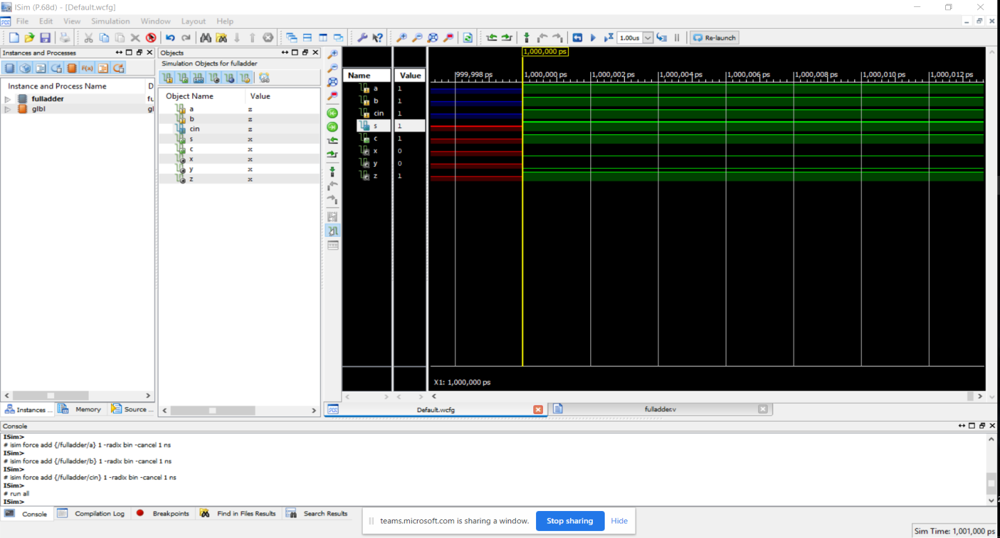 ISim (P.68d) - [Default.wcfg]
File Edit View Simulation Window Layout Help
1.00us Re-launch
Instances and Processes
Instance and Process Name D
fulladder fu
glbl gl
Instances ... Memory Source ...
Objects
Simulation Objects for fulladder
Object Name Value
a z
b z
cin z
s x
c x
x x
y x
z x
1,000,000 ps
Name Value
999,998 ps 1,000,000 ps 1,000,002 ps 1,000,004 ps 1,000,006 ps 1,000,008 ps 1,000,010 ps 1,000,012 ps
a 1
b 1
cin 1
s 1
c 1
x 0
y 0
z 1
X1: 1,000,000 ps
Default.wcfg fulladder.v
Console
ISim>
# isim force add {/fulladder/a} 1 -radix bin -cancel 1 ns
ISim>
# isim force add {/fulladder/b} 1 -radix bin -cancel 1 ns
ISim>
# isim force add {/fulladder/cin} 1 -radix bin -cancel 1 ns
ISim>
# run all
ISim>
Console Compilation Log Breakpoints Find in Files Results Search Results
teams.microsoft.com is sharing a window. Stop sharing Hide
Sim Time: 1,001,000 ps